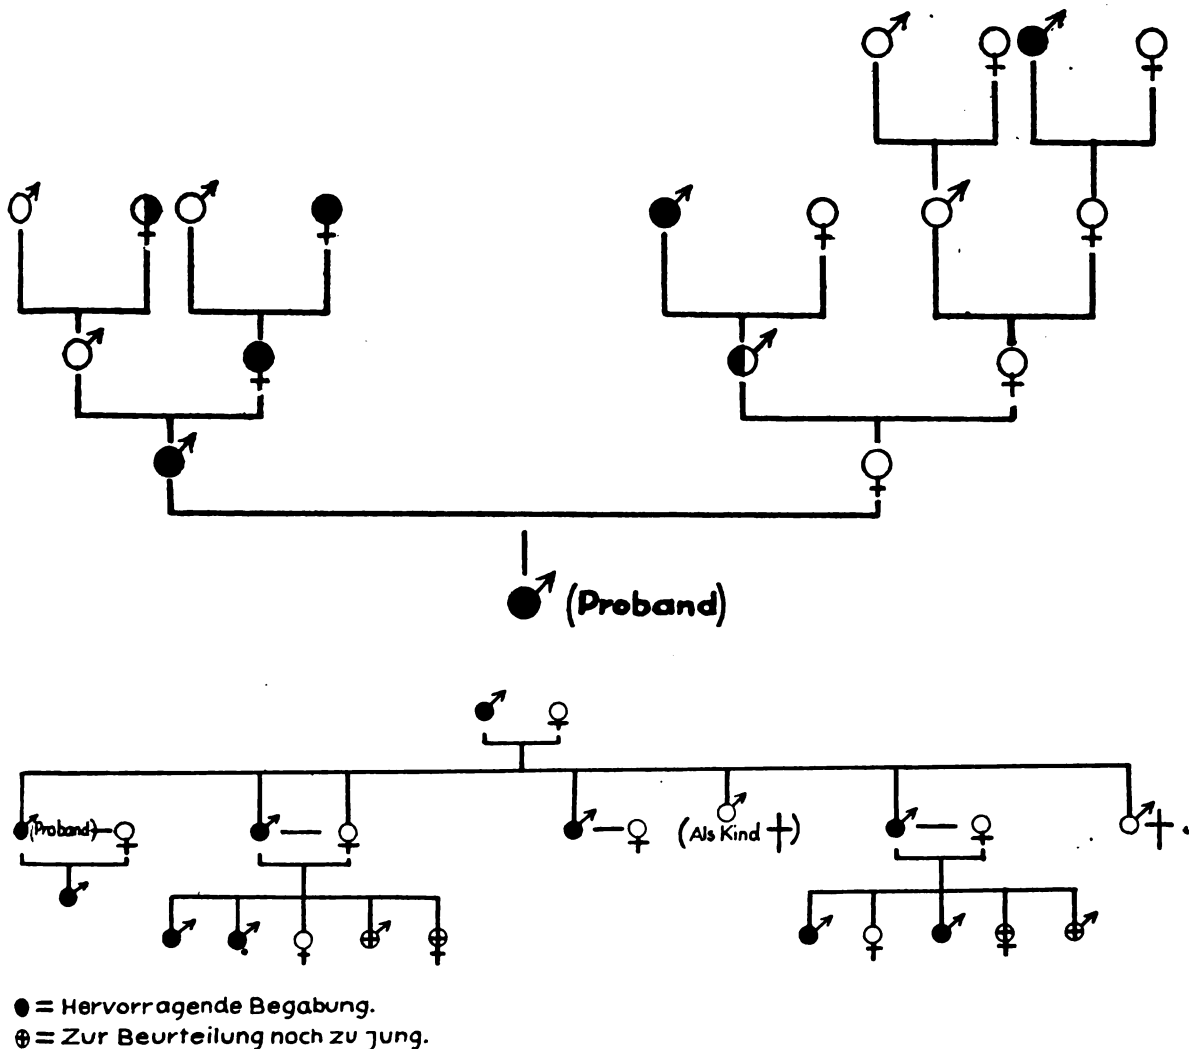 (Proband)
(Proband)
(Als Kind †)
= Hervorragende Begabung.
= Zur Beurteilung noch zu jung.